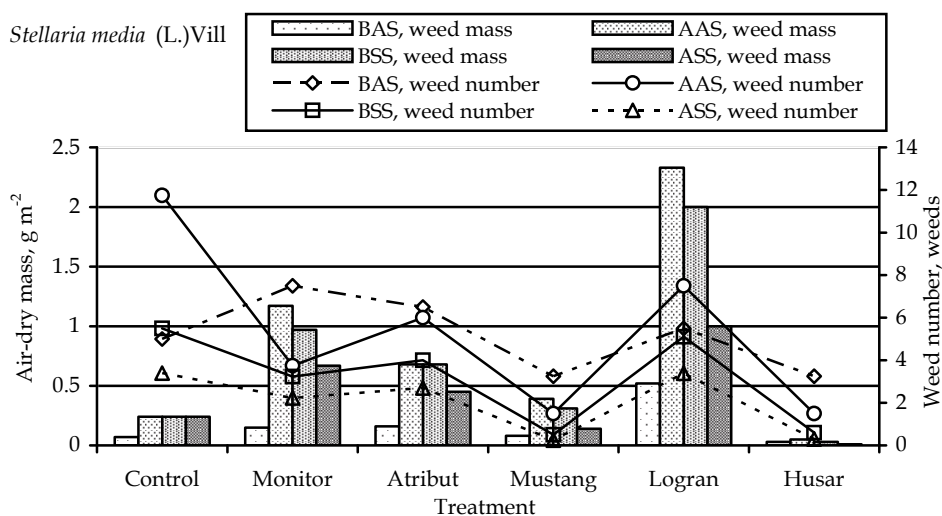 Stellaria media (L.)Vill
BAS, weed mass
AAS, weed mass
BSS, weed mass
ASS, weed mass
BAS, weed number
AAS, weed number
BSS, weed number
ASS, weed number
Air-dry mass, g m⁻²
2.5
2
1.5
1
0.5
0
14
12
10
8
6
4
2
0
Weed number, weeds
Control Monitor Atribut Mustang Logran Husar
Treatment